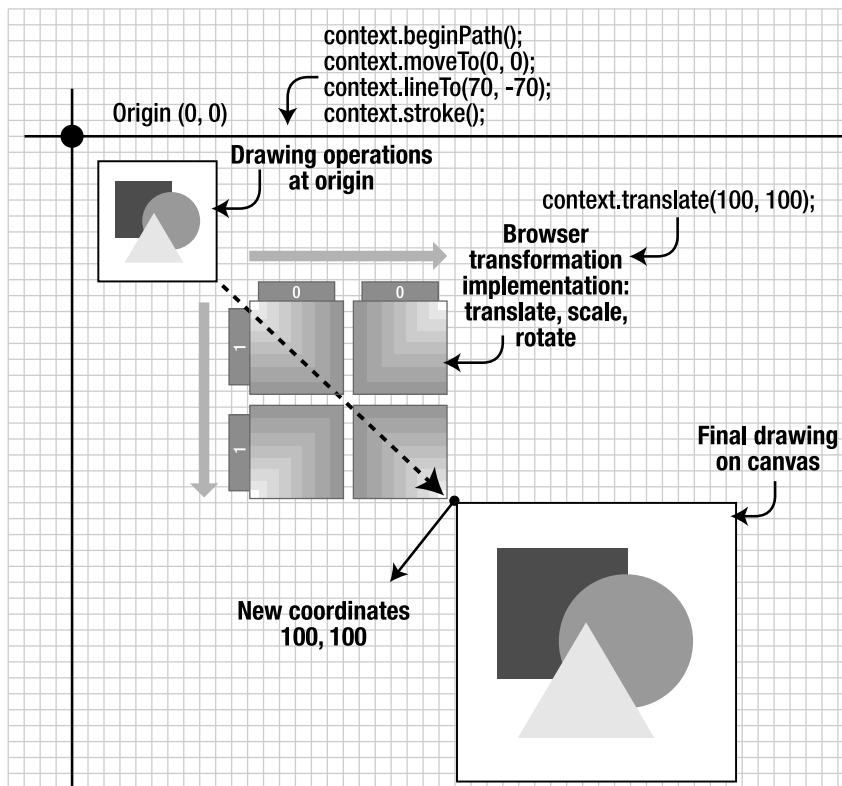 context.beginPath();
context.moveTo(0, 0);
context.lineTo(70, -70);
context.stroke();
Origin (0, 0)
Drawing operations
at origin
context.translate(100, 100);
Browser
transformation
implementation:
translate, scale,
rotate
0
0
1
1
Final drawing
on canvas
New coordinates
100, 100